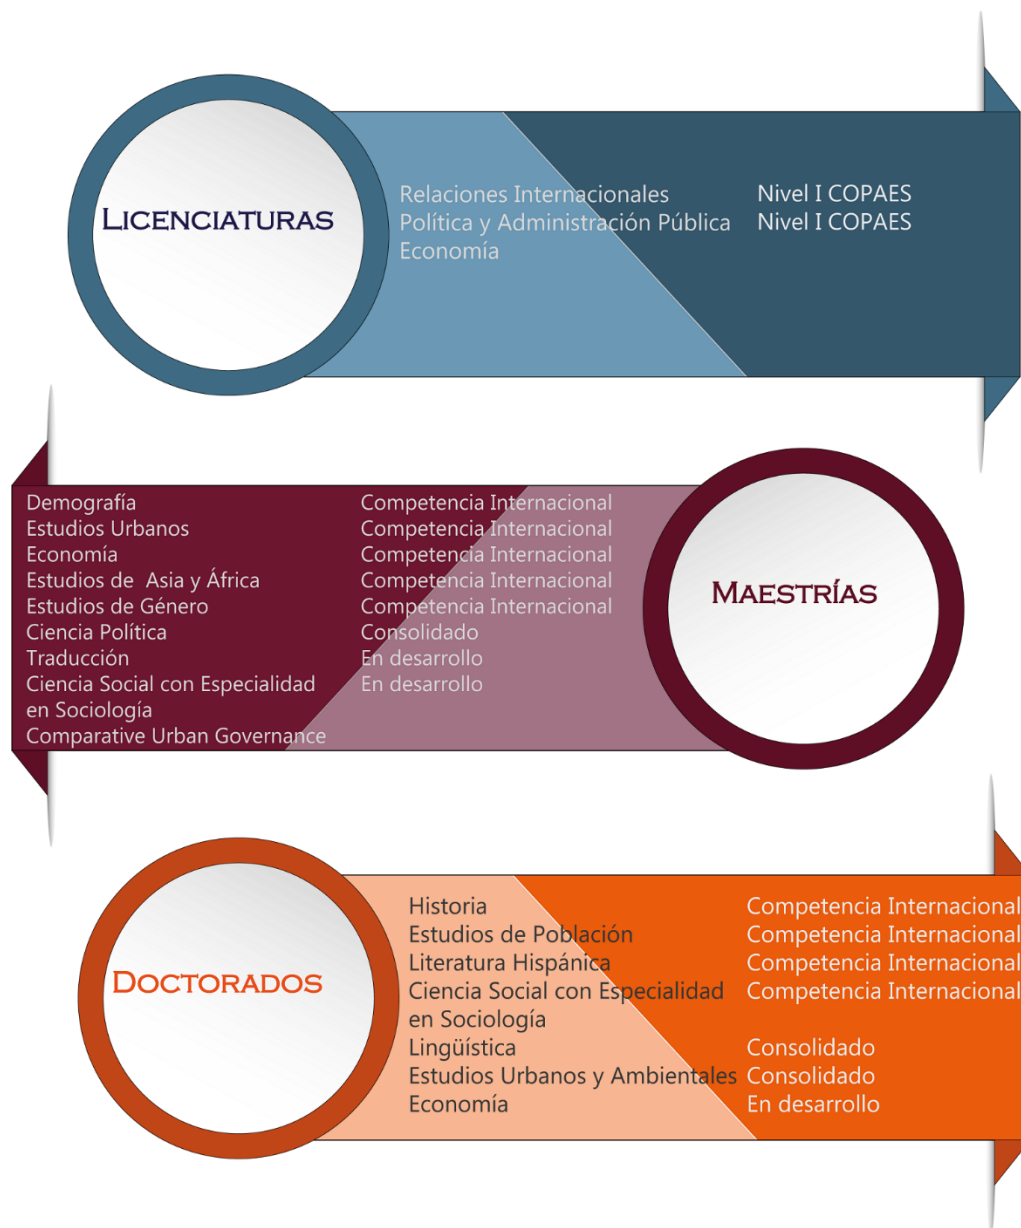 LICENCIATURAS
Relaciones Internacionales Nivel I COPAES
Política y Administración Pública Nivel I COPAES
Economía
Demografía Competencia Internacional
Estudios Urbanos Competencia Internacional
Economía Competencia Internacional
Estudios de Asia y África Competencia Internacional
Estudios de Género Competencia Internacional
Ciencia Política Consolidado
Traducción En desarrollo
Ciencia Social con Especialidad En desarrollo
en Sociología
Comparative Urban Governance
MAESTRÍAS
DOCTORADOS
Historia Competencia Internacional
Estudios de Población Competencia Internacional
Literatura Hispánica Competencia Internacional
Ciencia Social con Especialidad Competencia Internacional
en Sociología
Lingüística Consolidado
Estudios Urbanos y Ambientales Consolidado
Economía En desarrollo